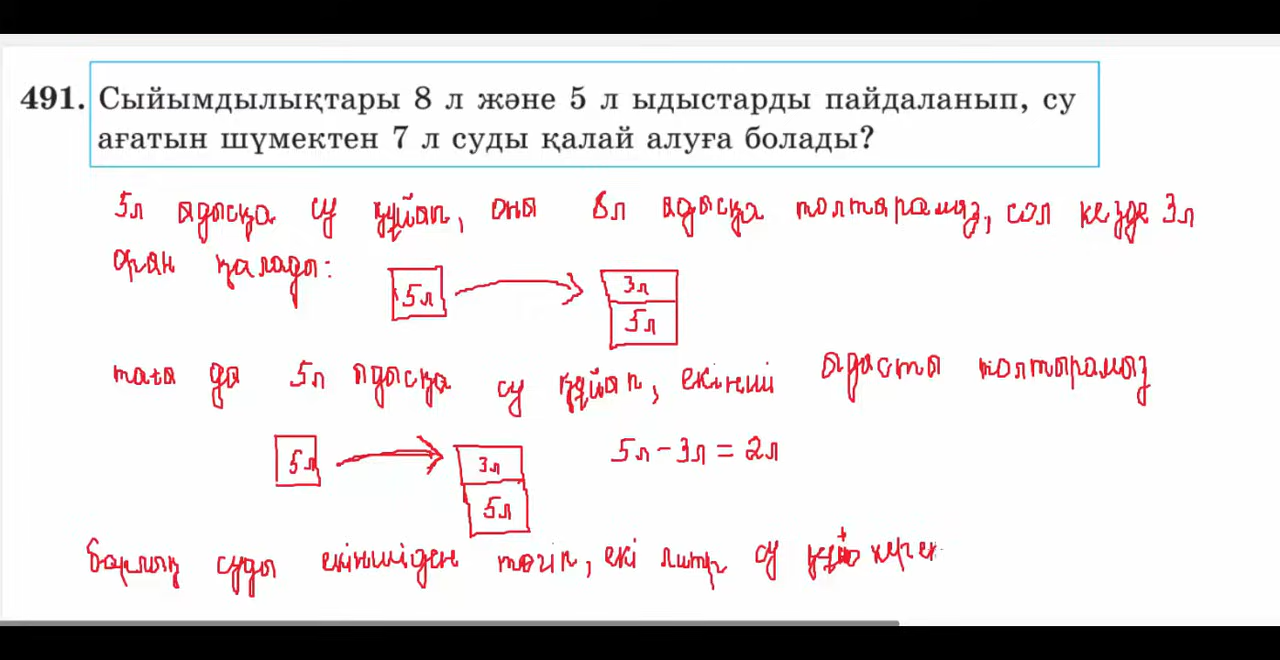 491. Сыйымдылықтары 8 л және 5 л ыдыстарды пайдаланып, су
ағатын шүмектен 7 л суды қалай алуға болады?
5л ыдысқа су құйып, оны 8л ыдысқа толтырамыз, сол кезде 3л
орын қалады:
5л 3л
5л
тағы да 5л ыдысқа су құйып, екінші ыдысты толтырамыз
5л 3л 5л - 3л = 2л
5л
барлық суды екіншіден төгіп, екі литр су құю керек